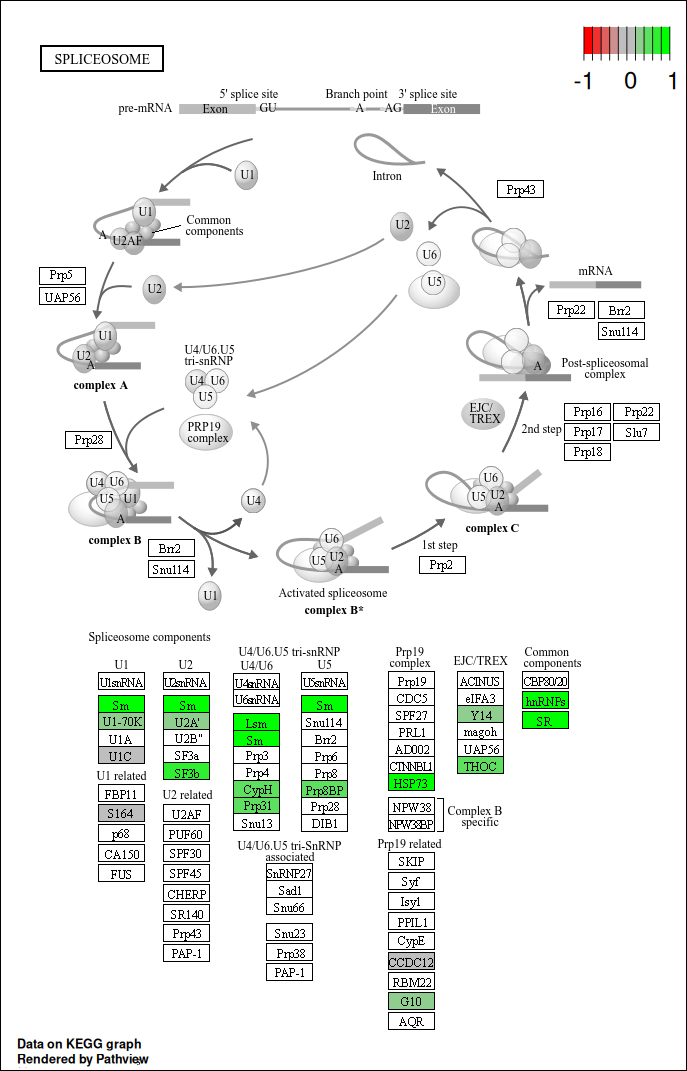 SPLICEOSOME
-1 0 1
5' splice site Branch point 3' splice site
pre-mRNA Exon GU A AG Exon
U1
Intron
Prp43
U1
A U2AF
Common
components
U2
U6
U5
mRNA
Prp5
UAP56
U2
Prp22 Brr2
Snu114
U1
U2
A
complex A
U4/U6.U5
tri-snRNP
U4 U6
U5
A
Post-spliceosomal
complex
PRP19
complex
EJC/
TREX
2nd step
Prp16 Prp22
Prp17 Slu7
Prp18
Prp28
U4 U6
U5 U1
A
complex B
U4
U6
U5 U2
A
complex C
Brr2
Snu114
U1
U6
U5 U2
A
Activated spliceosome
complex B*
1st step
Prp2
Spliceosome components
U1
U1snRNA
Sm
U1-70K
U1A
U1C
U1 related
FBP11
S164
p68
CA150
FUS
U2
U2snRNA
Sm
U2A'
U2B"
SF3a
SF3b
U2 related
U2AF
PUF60
SPF30
SPF45
CHERP
SR140
Prp43
PAP-1
U4/U6.U5 tri-snRNP
U4/U6
U4snRNA
U6snRNA
Lsm
Sm
Prp3
Prp4
CypH
Prp31
Snu13
U5
U5snRNA
Sm
Snu114
Brr2
Prp6
Prp8
Prp8BP
Prp28
DIB1
U4/U6.U5 tri-SnRNP
associated
SnRNP27
Sad1
Snu66
Snu23
Prp38
PAP-1
Prp19
complex
Prp19
CDC5
SPF27
PRL1
AD002
CTNNBL1
HSP73
NPW38
NPW38BP
Complex B
specific
Prp19 related
SKIP
Syf
Isy1
PPIL1
CypE
CCDC12
RBM22
G10
AQR
EJC/TREX
ACINUS
eIFA3
Y14
magoh
UAP56
THOC
Common
components
CBP80/20
hnRNPs
SR
Data on KEGG graph
Rendered by Pathview